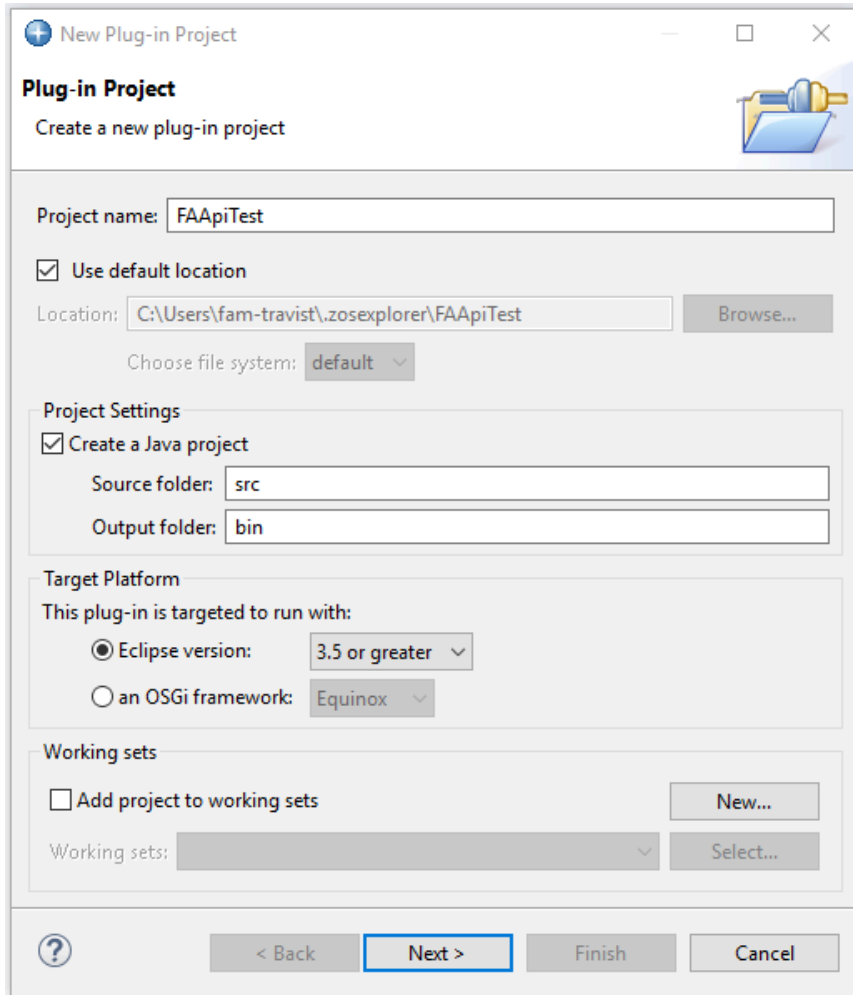 New Plug-in Project
Plug-in Project
Create a new plug-in project
Project name: FAApiTest
Use default location
Location: C:\Users\fam-travist\.zosexplorer\FAApiTest Browse...
Choose file system: default
Project Settings
Create a Java project
Source folder: src
Output folder: bin
Target Platform
This plug-in is targeted to run with:
Eclipse version: 3.5 or greater
an OSGi framework: Equinox
Working sets
Add project to working sets New...
Working sets: Select...
? < Back Next > Finish Cancel